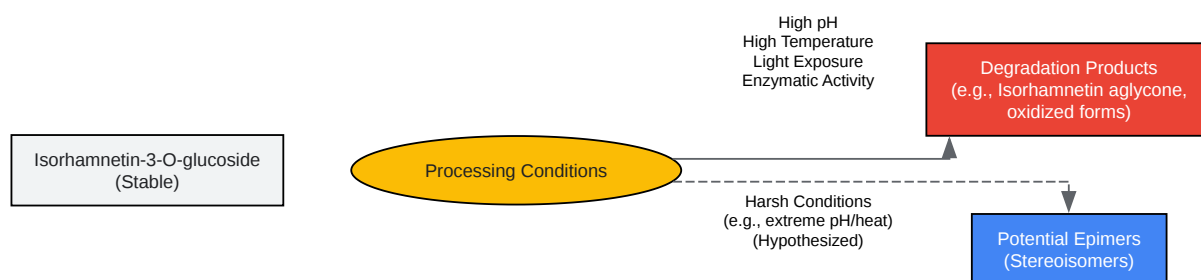 Isorhamnetin-3-O-glucoside
(Stable)
Processing Conditions
High pH
High Temperature
Light Exposure
Enzymatic Activity
Degradation Products
(e.g., Isorhamnetin aglycone,
oxidized forms)
Harsh Conditions
(e.g., extreme pH/heat)
(Hypothesized)
Potential Epimers
(Stereoisomers)